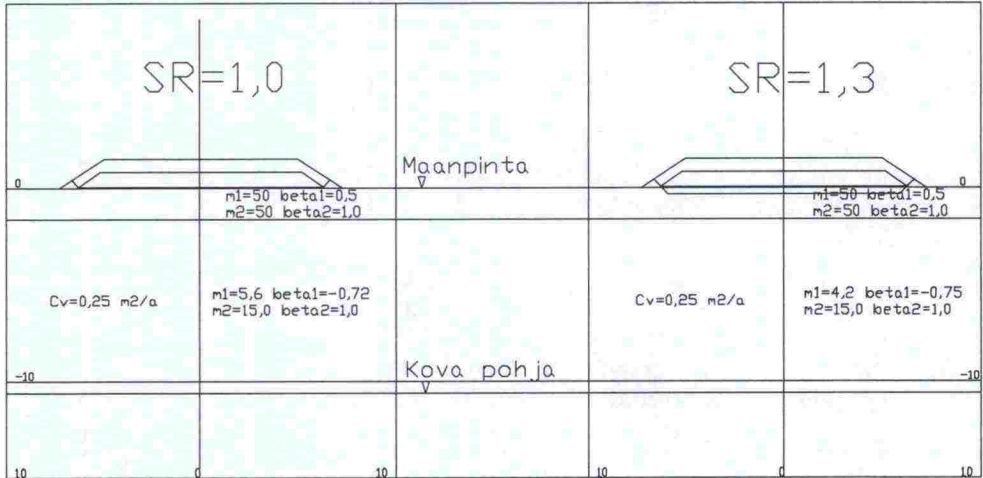 SR=1,0
SR=1,3
Maanpinta
0
0
m1=50 beta1=0,5
m2=50 beta2=1,0
m1=50 beta1=0,5
m2=50 beta2=1,0
Cv=0,25 m2/a
m1=5,6 beta1=-0,72
m2=15,0 beta2=1,0
Cv=0,25 m2/a
m1=4,2 beta1=-0,75
m2=15,0 beta2=1,0
Kova pohja
-10
-10
10
0
10
10
0
10